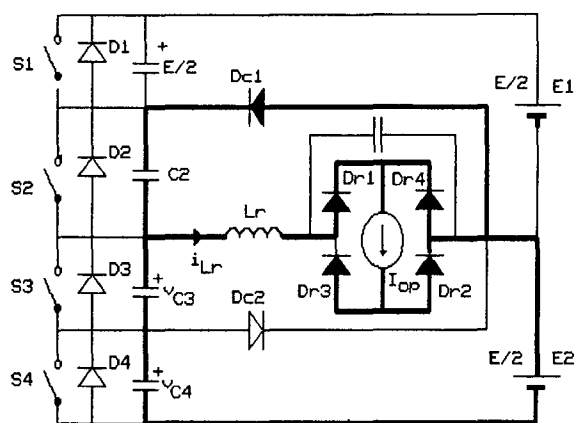 S1
D1
+
E/2
Dc1
E/2
E1
S2
D2
C2
Dr1
Dr4
Lr
iLr
S3
D3
+
vC3
Dr3
Iop
Dr2
Dc2
S4
D4
+
vC4
E/2
E2